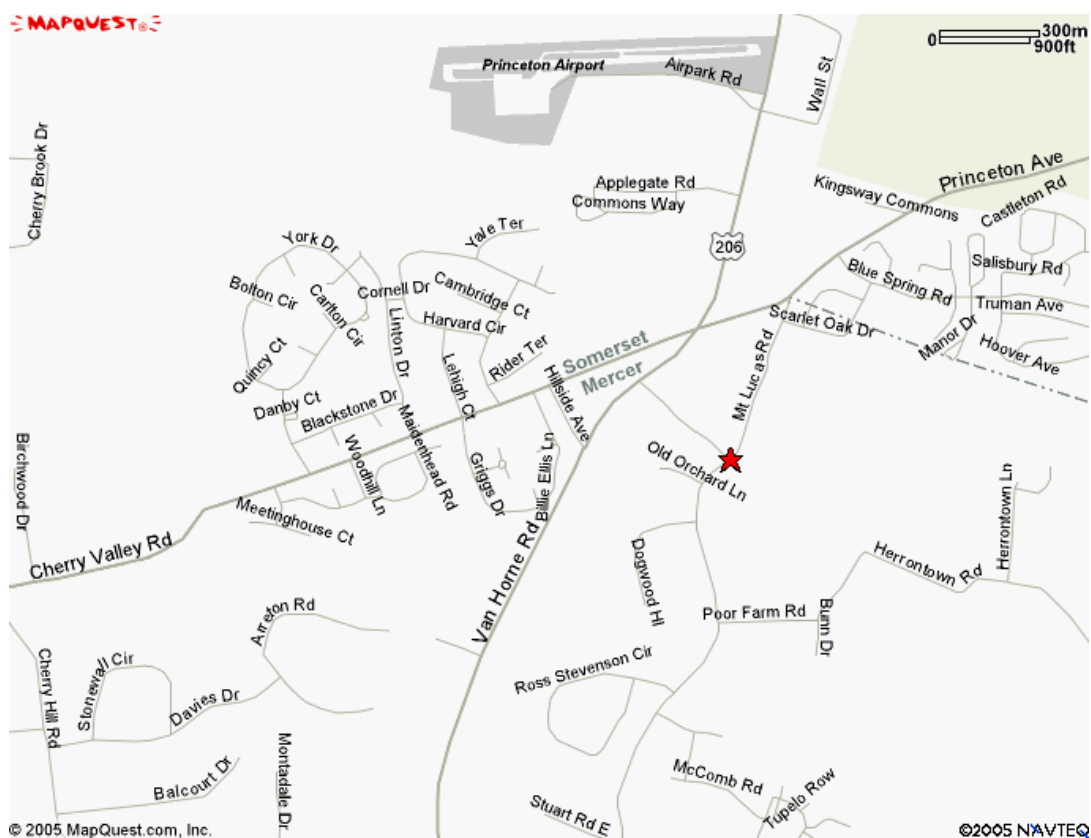 MAPQUEST
0 300m
900ft
Princeton Airport
Airpark Rd
Wall St
Cherry Brook Dr
Princeton Ave
Applegate Rd
Commons Way
Kingsway Commons
Castleton Rd
Yale Ter
York Dr
206
Salisbury Rd
Blue Spring Rd
Bolton Cir
Cornell Dr
Cambridge Ct
Carlton Cir
Truman Ave
Harvard Cir
Scarlet Oak Dr
Linton Dr
Manor Dr
Hoover Ave
Quincy Ct
Somerset
Mercer
Rider Ter
Lehigh Ct
Mt Lucas Rd
Hillside Ave
Danby Ct
Blackstone Dr
Maidenhead Rd
Woodhill Ln
Billie Ellis Ln
Griggs Dr
Old Orchard Ln
Birchwood Dr
Herrontown Ln
Meetinghouse Ct
Cherry Valley Rd
Van Horne Rd
Dogwood Hl
Herrontown Rd
Poor Farm Rd
Bunn Dr
Arreton Rd
Cherry Hill Rd
Stonewall Cir
Davies Dr
Ross Stevenson Cir
Balcourt Dr
Montadale Dr
McComb Rd
Tupelo Row
Stuart Rd E
© 2005 MapQuest.com, Inc.
©2005 NAVTEQ